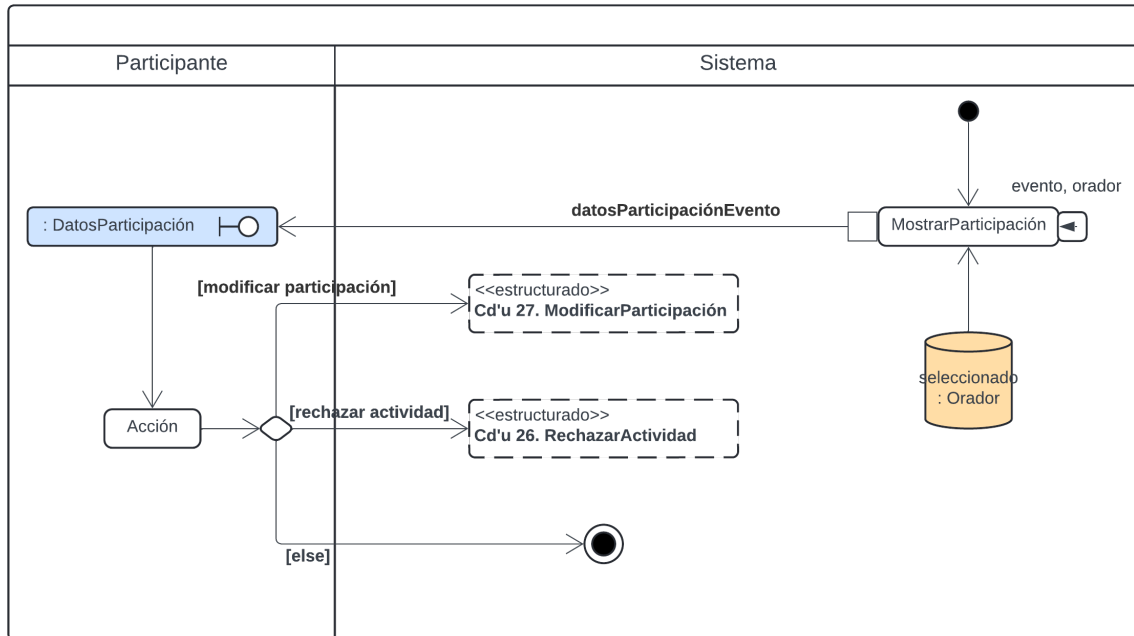 Participante
Sistema
evento, orador
: DatosParticipación
datosParticipaciónEvento
MostrarParticipación
[modificar participación]
<<estructurado>>
Cd'u 27. ModificarParticipación
seleccionado
: Orador
Acción
[rechazar actividad]
<<estructurado>>
Cd'u 26. RechazarActividad
[else]